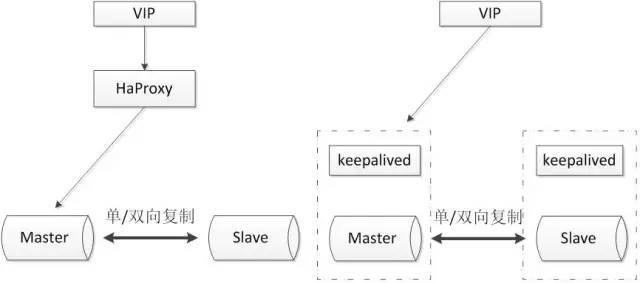 VIP
HaProxy
单/双向复制
Master
Slave
VIP
keepalived
keepalived
单/双向复制
Master
Slave